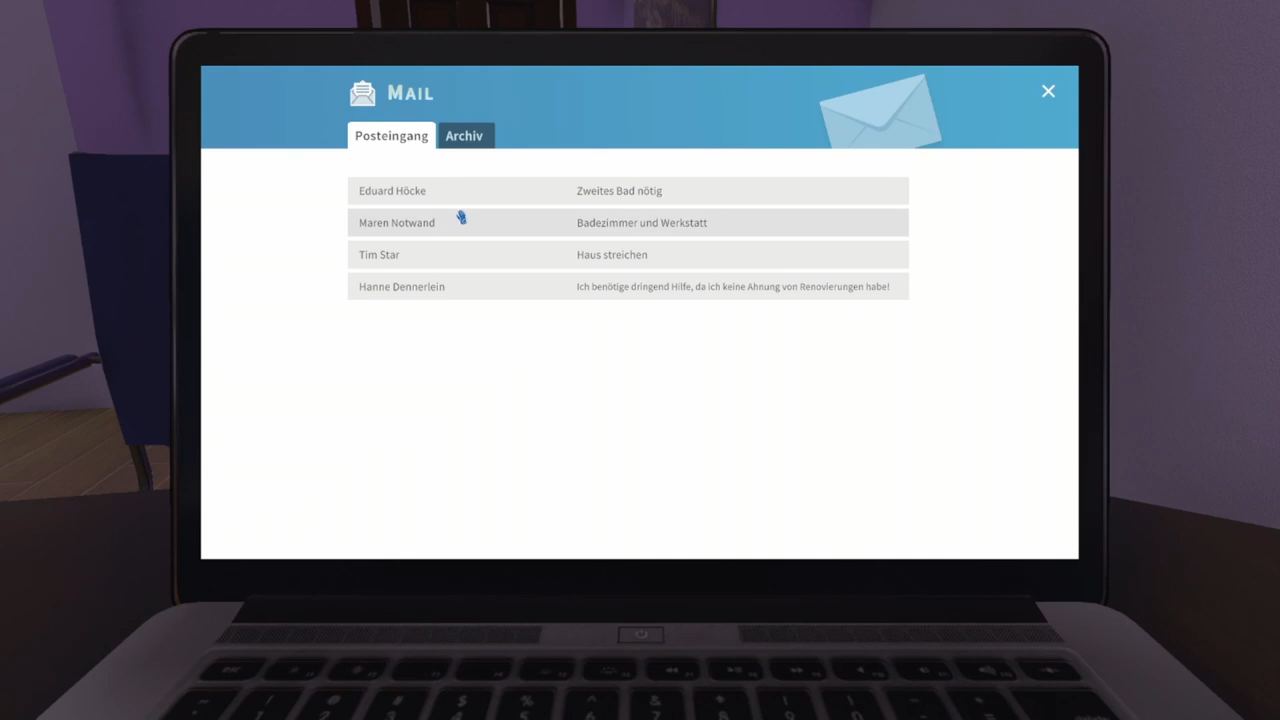 MAIL
Posteingang Archiv
Eduard Höcke Zweites Bad nötig
Maren Notwand Badezimmer und Werkstatt
Tim Star Haus streichen
Hanne Dennerlein Ich benötige dringend Hilfe, da ich keine Ahnung von Renovierungen habe!